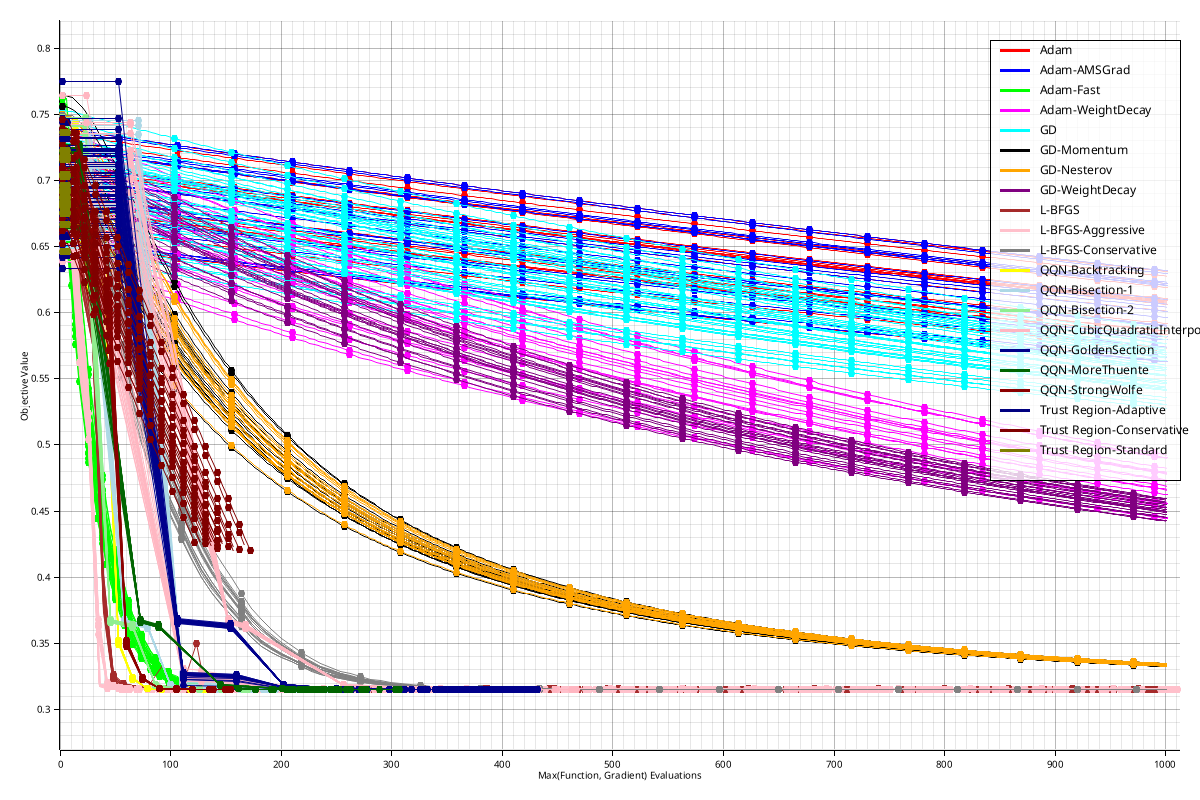 0.8
0.75
0.7
0.65
0.6
0.55
0.5
0.45
0.4
0.35
0.3
Objective Value
0
100
200
300
400
500
600
700
800
900
1000
Max(Function, Gradient) Evaluations
Adam
Adam-AMSGrad
Adam-Fast
Adam-WeightDecay
GD
GD-Momentum
GD-Nesterov
GD-WeightDecay
L-BFGS
L-BFGS-Aggressive
L-BFGS-Conservative
QQN-Backtracking
QQN-Bisection-1
QQN-Bisection-2
QQN-CubicQuadraticInterpo
QQN-GoldenSection
QQN-MoreThuente
QQN-StrongWolfe
Trust Region-Adaptive
Trust Region-Conservative
Trust Region-Standard